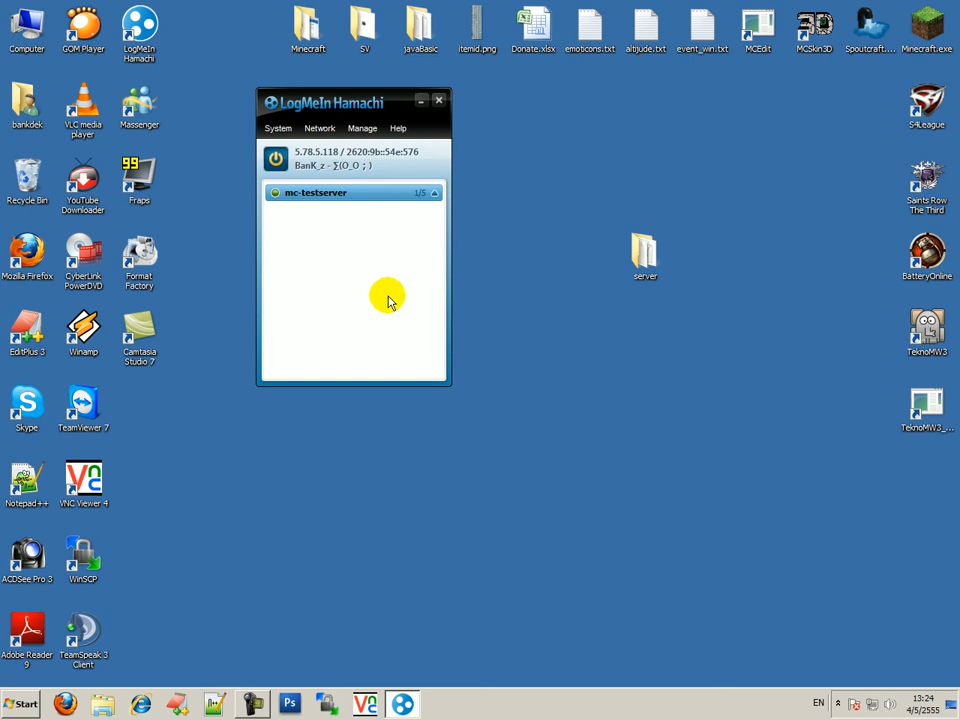 Computer
GOM Player
LogMeIn
Hamachi
Minecraft
SV
javaBasic
itemid.png
Donate.xlsx
emoticons.txt
altjtude.txt
event_win.txt
MCEdit
3D
MCSkin3D
Spoutcraft....
Minecraft.exe
bankdek
VLC media
player
Massenger
LogMeIn Hamachi
System Network Manage Help
5.78.5.118 / 2620:9b::54e:576
BanK_z - ∑(O_O ; )
mc-testserver 1/5
S4League
Recycle Bin
YouTube
Downloader
99
Fraps
Saints Row
The Third
Mozilla Firefox
CyberLink
PowerDVD
Format
Factory
server
BatteryOnline
EditPlus 3
Winamp
Camtasia
Studio 7
TeknoMW3
Skype
TeamViewer 7
TeknoMW3_...
Notepad++
VNC Viewer 4
ACDSee Pro 3
WinSCP
Adobe Reader
9
TeamSpeak 3
Client
Start
Ps
EN
13:24
4/5/2555